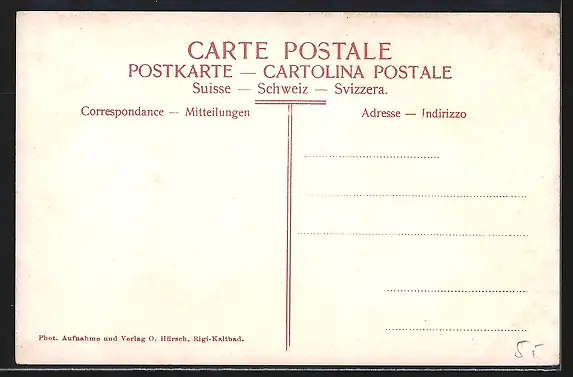 CARTE POSTALE
POSTKARTE — CARTOLINA POSTALE
Suisse — Schweiz — Svizzera.
Correspondance — Mitteilungen
Adresse — Indirizzo
Phot. Aufnahme und Verlag O. Hürsch, Rigi-Kaltbad.